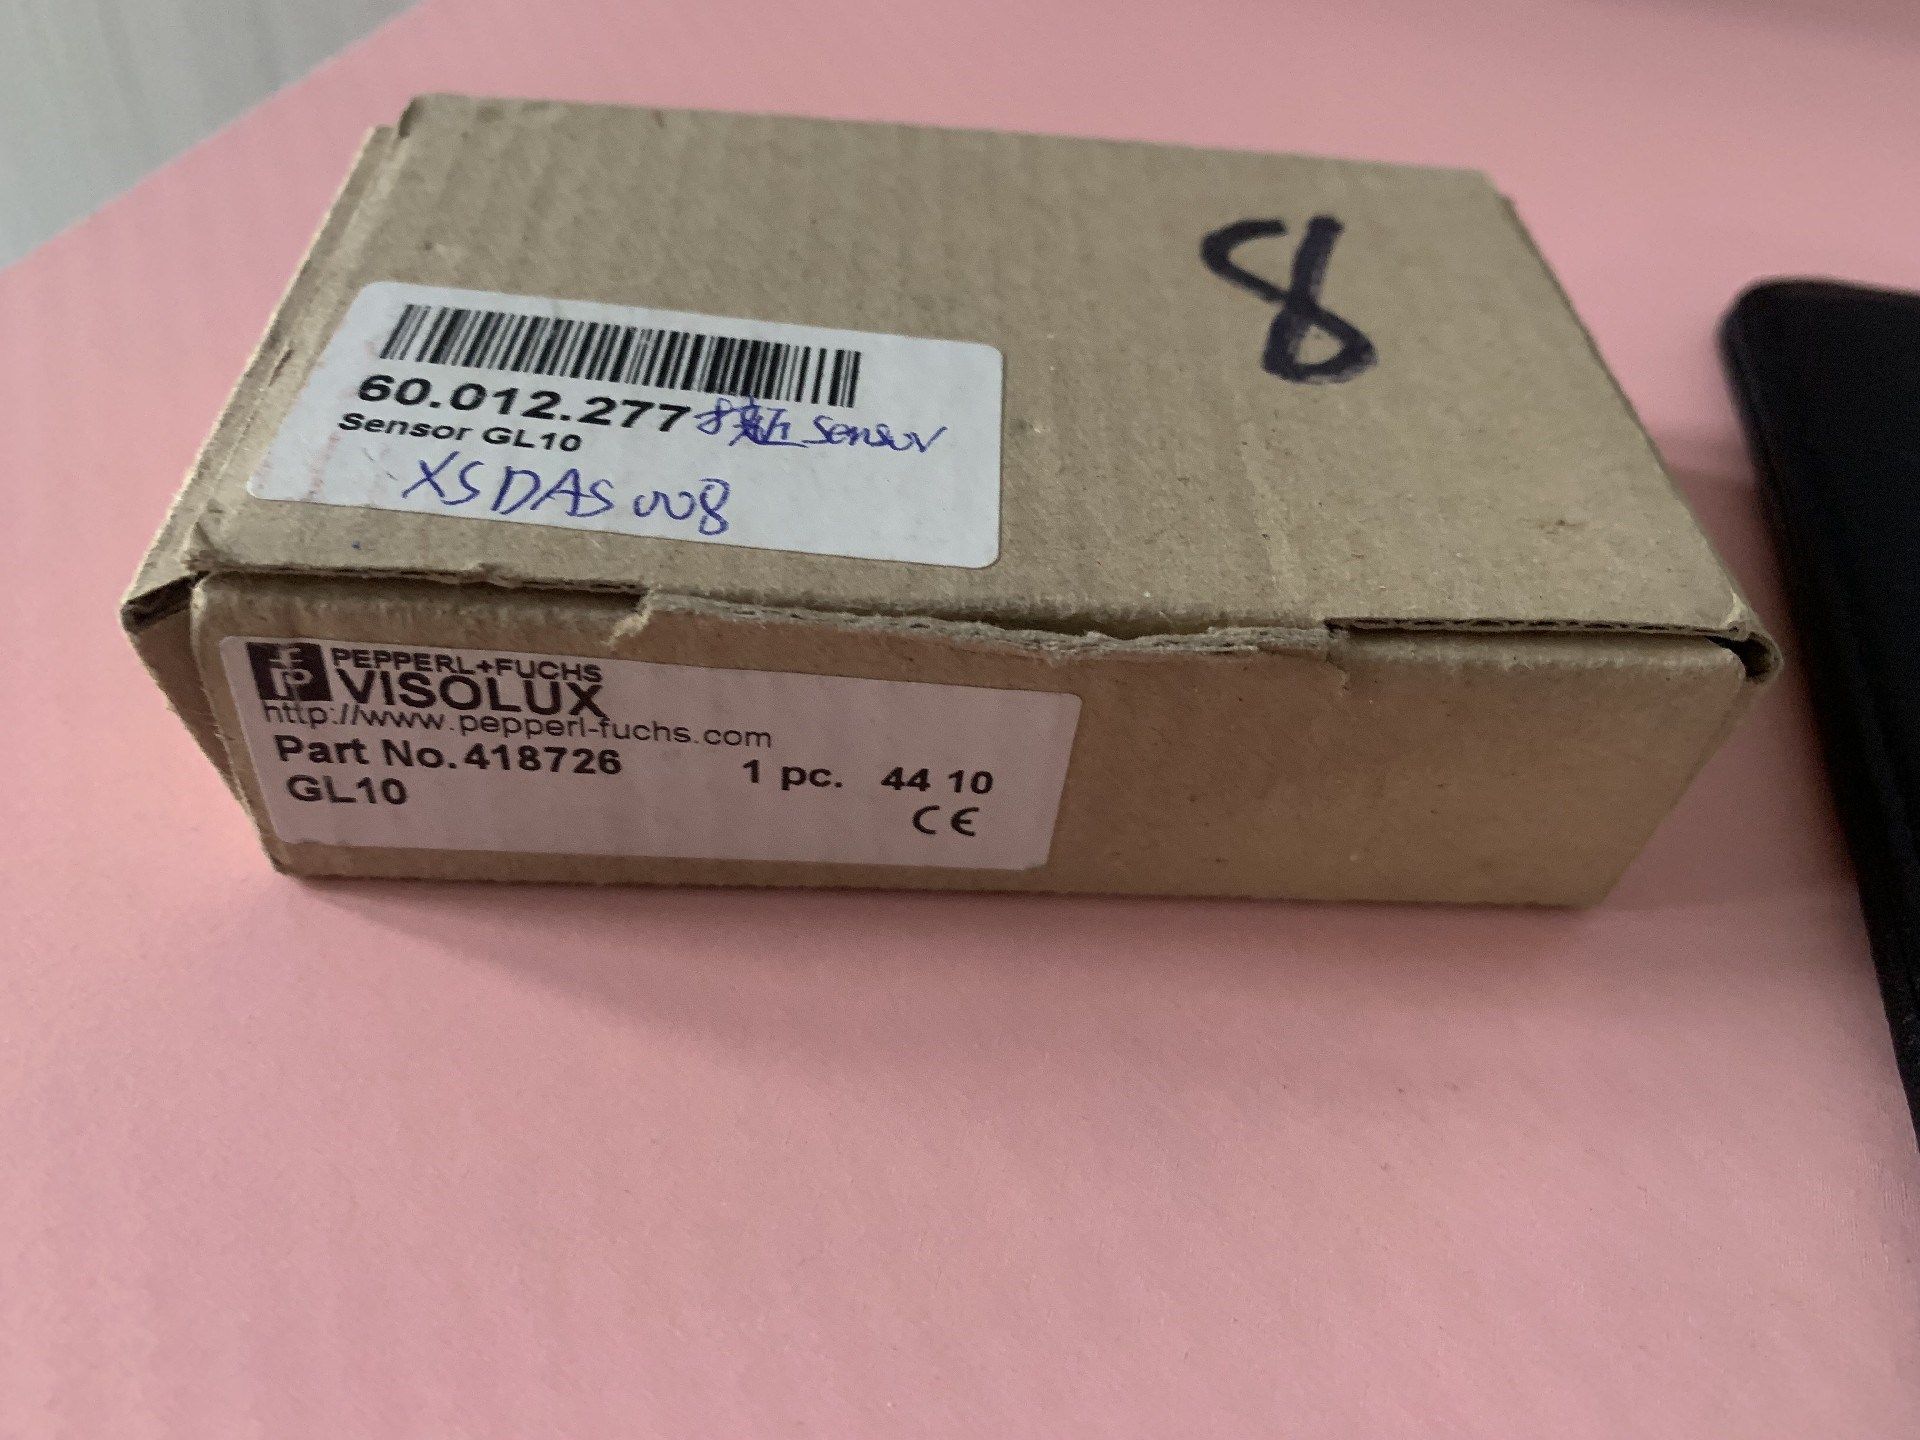 8
60.012.277 sensor
Sensor GL10
XSDAS008
PEPPERL+FUCHS
VISOLUX
http://www.pepperl-fuchs.com
Part No. 418726 1 pc. 44 10
GL10 CE